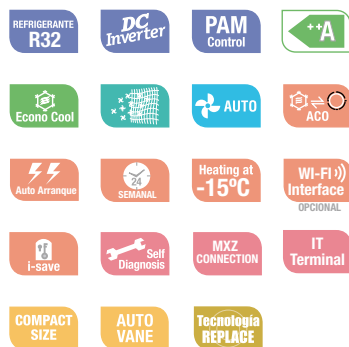 REFRIGERANTE
R32
DC
Inverter
PAM
Control
++A
Econo Cool
AUTO
ACO
Auto Arranque
24
SEMANAL
Heating at
-15ºC
WI-FI
Interface
OPCIONAL
i-save
Self
Diagnosis
MXZ
CONNECTION
IT
Terminal
COMPACT
SIZE
AUTO
VANE
Tecnología
REPLACE